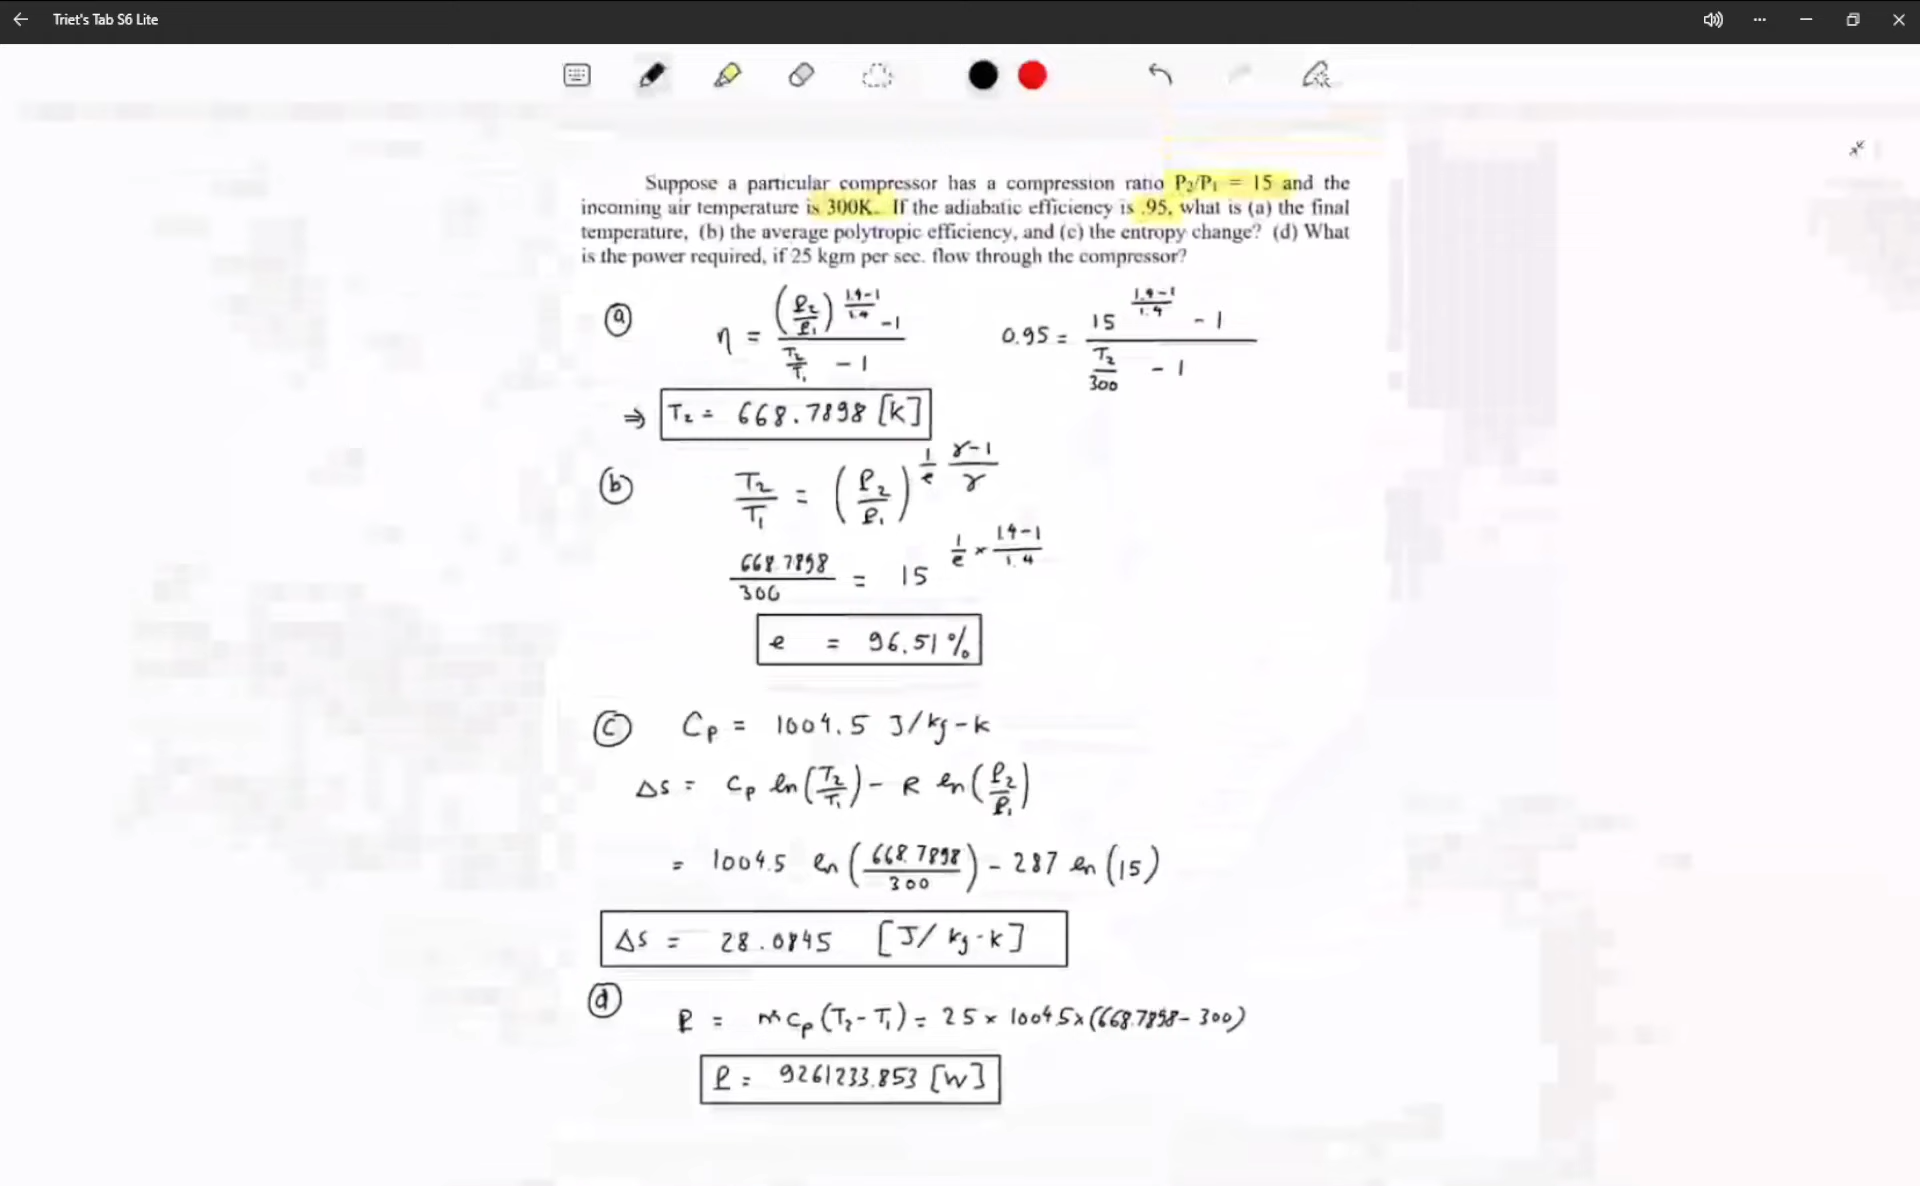 Triet's Tab S6 Lite
Suppose a particular compressor has a compression ratio P₂/P₁ = 15 and the
incoming air temperature is 300K. If the adiabatic efficiency is .95, what is (a) the final
temperature, (b) the average polytropic efficiency, and (c) the entropy change? (d) What
is the power required, if 25 kgm per sec. flow through the compressor?
(a) η = ((P₂/P₁)^((1.4-1)/1.4) - 1) / (T₂/T₁ - 1) 0.95 = (15^((1.4-1)/1.4) - 1) / (T₂/300 - 1)
⇒ T₂ = 668.7898 [K]
(b) T₂/T₁ = (P₂/P₁)^(1/e (γ-1)/γ)
668.7898/300 = 15^(1/e × (1.4-1)/1.4)
e = 96.51%
(c) Cp = 1004.5 J/kg-K
Δs = Cp ln(T₂/T₁) - R ln(P₂/P₁)
= 1004.5 ln(668.7898/300) - 287 ln(15)
Δs = 28.0845 [J/kg-K]
(d) P = ṁ Cp (T₂ - T₁) = 25 × 1004.5 × (668.7898 - 300)
P = 9261233.853 [W]